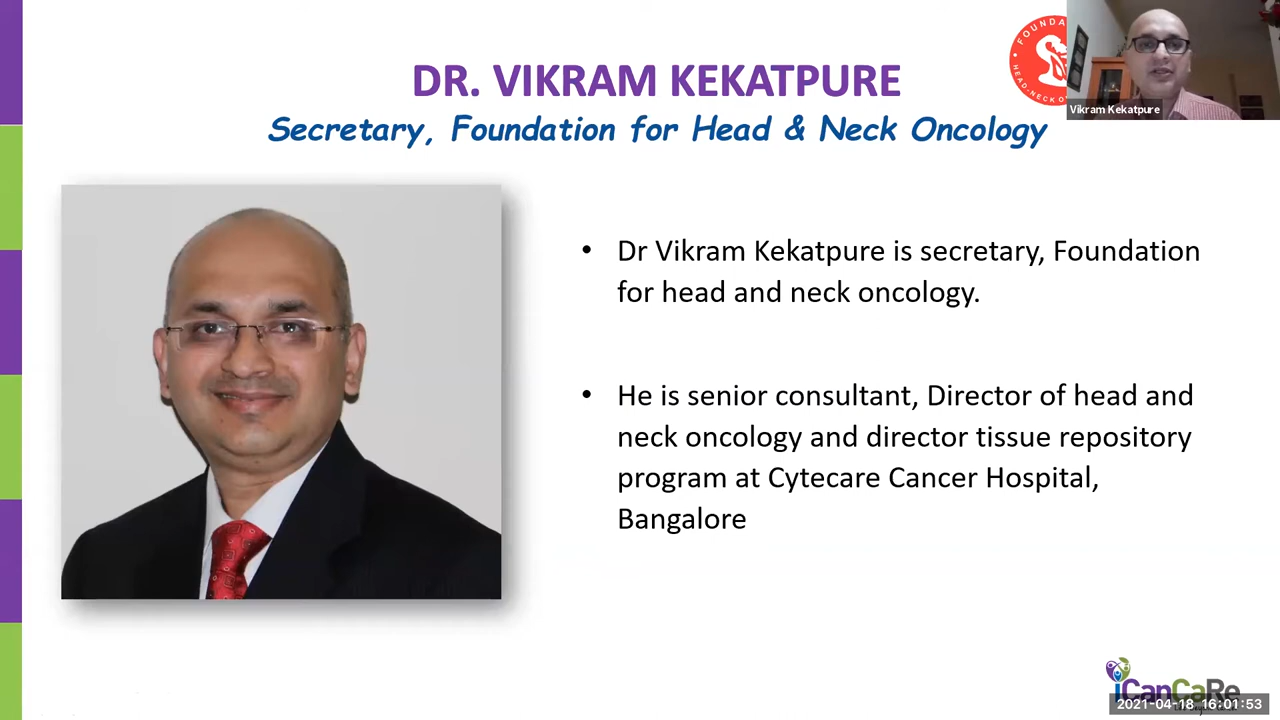 DR. VIKRAM KEKATPURE
Secretary, Foundation for Head & Neck Oncology
Vikram Kekatpure
• Dr Vikram Kekatpure is secretary, Foundation
for head and neck oncology.
• He is senior consultant, Director of head and
neck oncology and director tissue repository
program at Cytecare Cancer Hospital,
Bangalore
iCanCaRe
2021-04-18 16:01:53